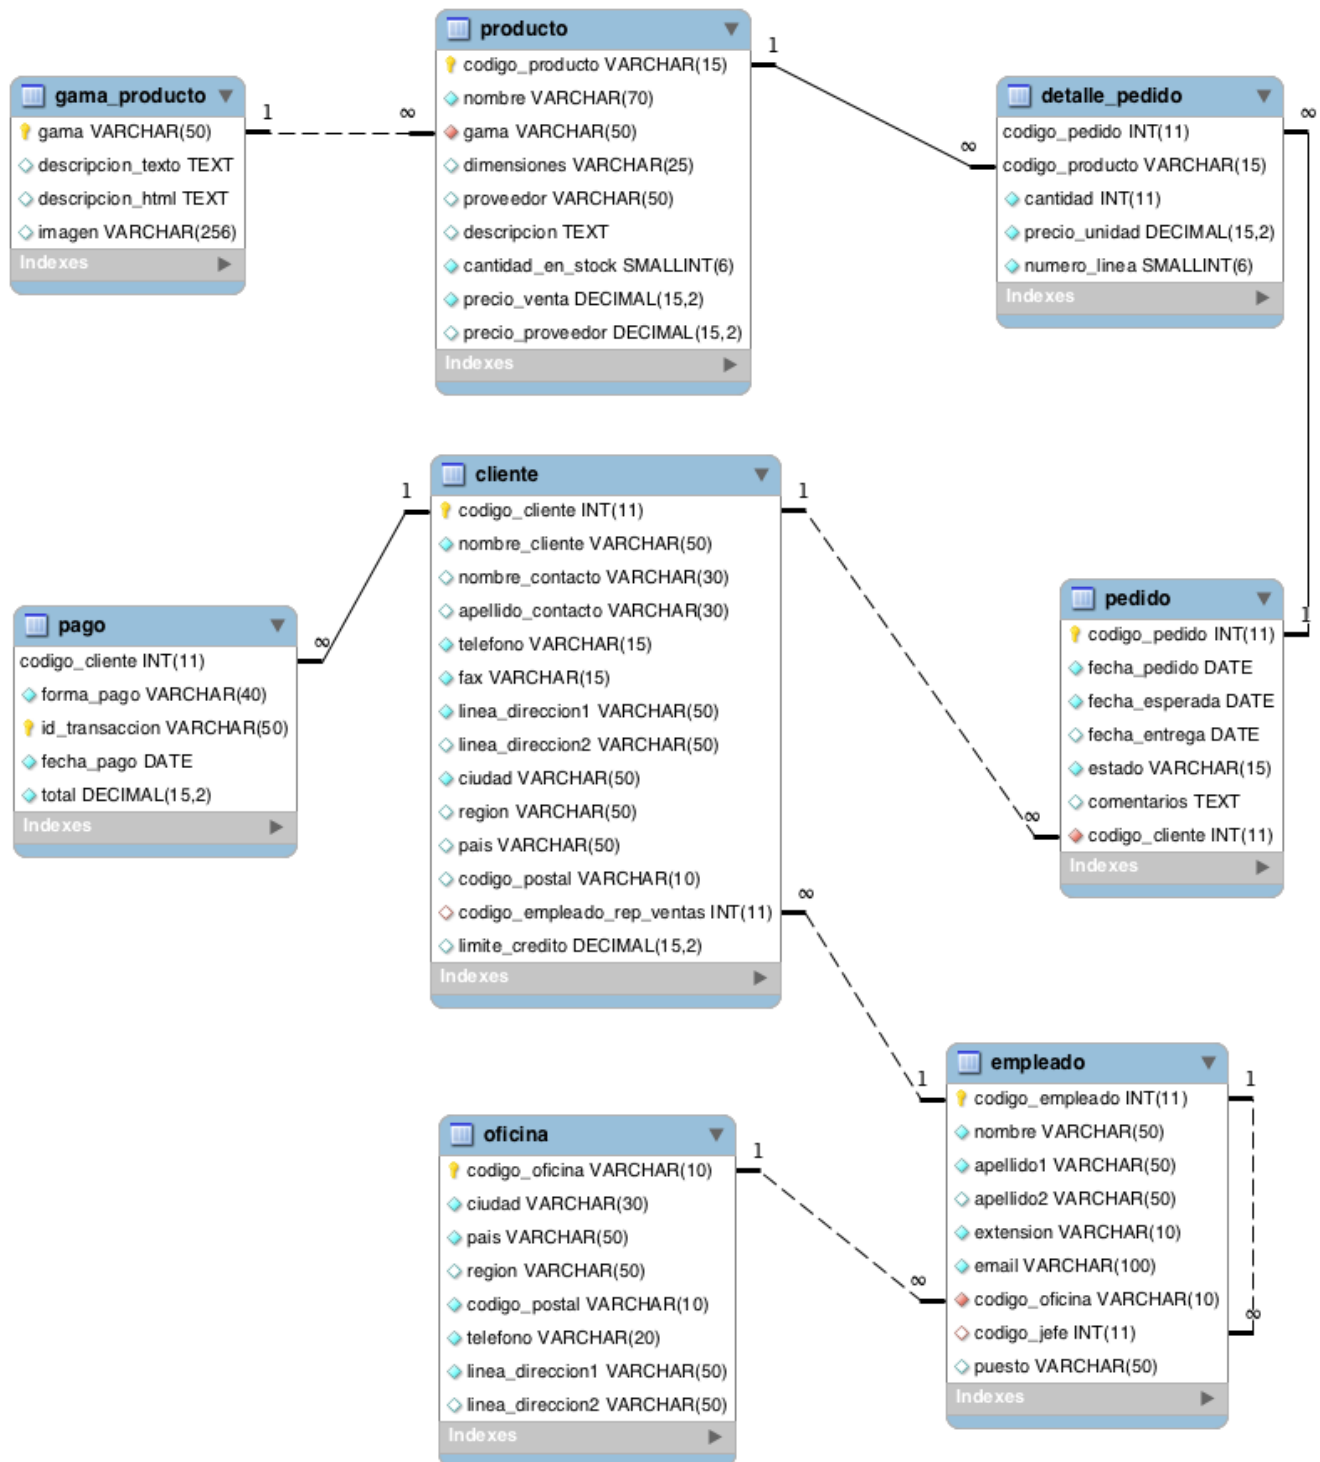 producto
codigo_producto VARCHAR(15)
nombre VARCHAR(70)
gama VARCHAR(50)
dimensiones VARCHAR(25)
proveedor VARCHAR(50)
descripcion TEXT
cantidad_en_stock SMALLINT(6)
precio_venta DECIMAL(15,2)
precio_proveedor DECIMAL(15,2)
Indexes
gama_producto
gama VARCHAR(50)
descripcion_texto TEXT
descripcion_html TEXT
imagen VARCHAR(256)
Indexes
1
∞
1
∞
detalle_pedido
codigo_pedido INT(11)
codigo_producto VARCHAR(15)
cantidad INT(11)
precio_unidad DECIMAL(15,2)
numero_linea SMALLINT(6)
Indexes
∞
1
cliente
codigo_cliente INT(11)
nombre_cliente VARCHAR(50)
nombre_contacto VARCHAR(30)
apellido_contacto VARCHAR(30)
telefono VARCHAR(15)
fax VARCHAR(15)
linea_direccion1 VARCHAR(50)
linea_direccion2 VARCHAR(50)
ciudad VARCHAR(50)
region VARCHAR(50)
pais VARCHAR(50)
codigo_postal VARCHAR(10)
codigo_empleado_rep_ventas INT(11)
limite_credito DECIMAL(15,2)
Indexes
1
∞
pago
codigo_cliente INT(11)
forma_pago VARCHAR(40)
id_transaccion VARCHAR(50)
fecha_pago DATE
total DECIMAL(15,2)
Indexes
1
∞
pedido
codigo_pedido INT(11)
fecha_pedido DATE
fecha_esperada DATE
fecha_entrega DATE
estado VARCHAR(15)
comentarios TEXT
codigo_cliente INT(11)
Indexes
∞
1
empleado
codigo_empleado INT(11)
nombre VARCHAR(50)
apellido1 VARCHAR(50)
apellido2 VARCHAR(50)
extension VARCHAR(10)
email VARCHAR(100)
codigo_oficina VARCHAR(10)
codigo_jefe INT(11)
puesto VARCHAR(50)
Indexes
1
∞
oficina
codigo_oficina VARCHAR(10)
ciudad VARCHAR(30)
pais VARCHAR(50)
region VARCHAR(50)
codigo_postal VARCHAR(10)
telefono VARCHAR(20)
linea_direccion1 VARCHAR(50)
linea_direccion2 VARCHAR(50)
Indexes
1
∞